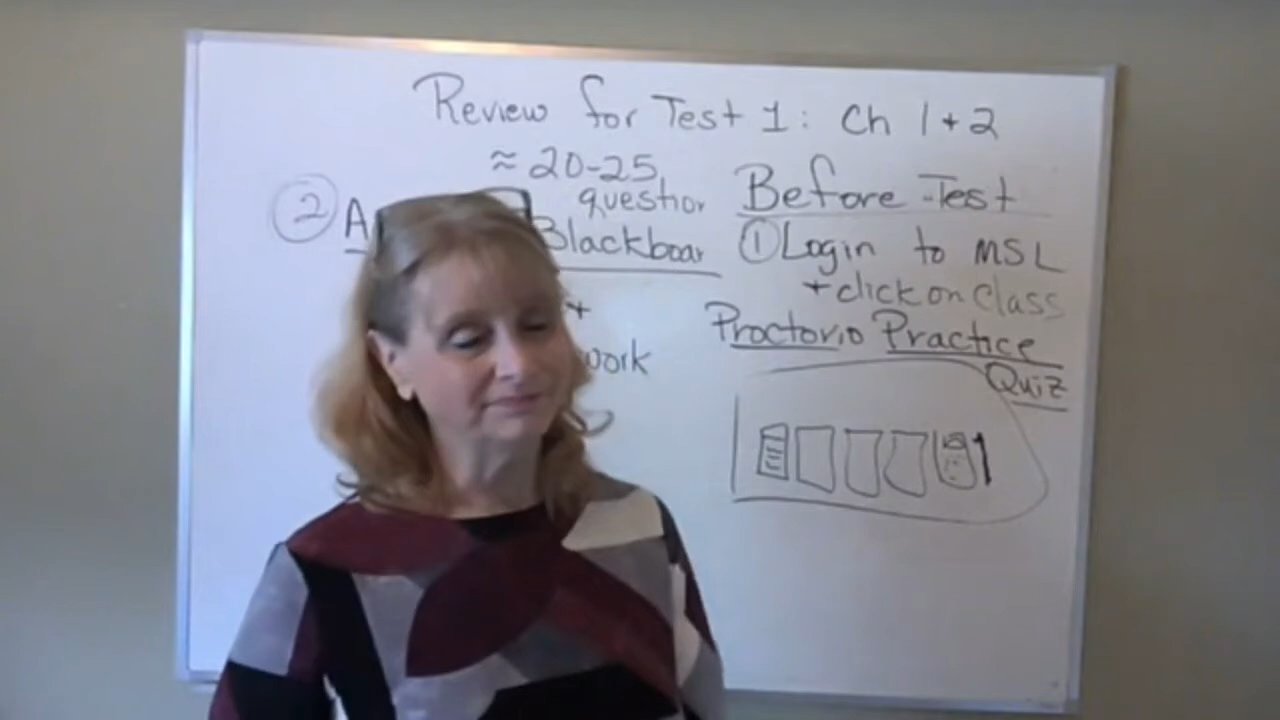 Review for Test 1: Ch 1 + 2
≈ 20-25
question
Before Test
② A
Blackboar
① Login to MSL
+ click on class
+
Proctorio Practice
Quiz
work